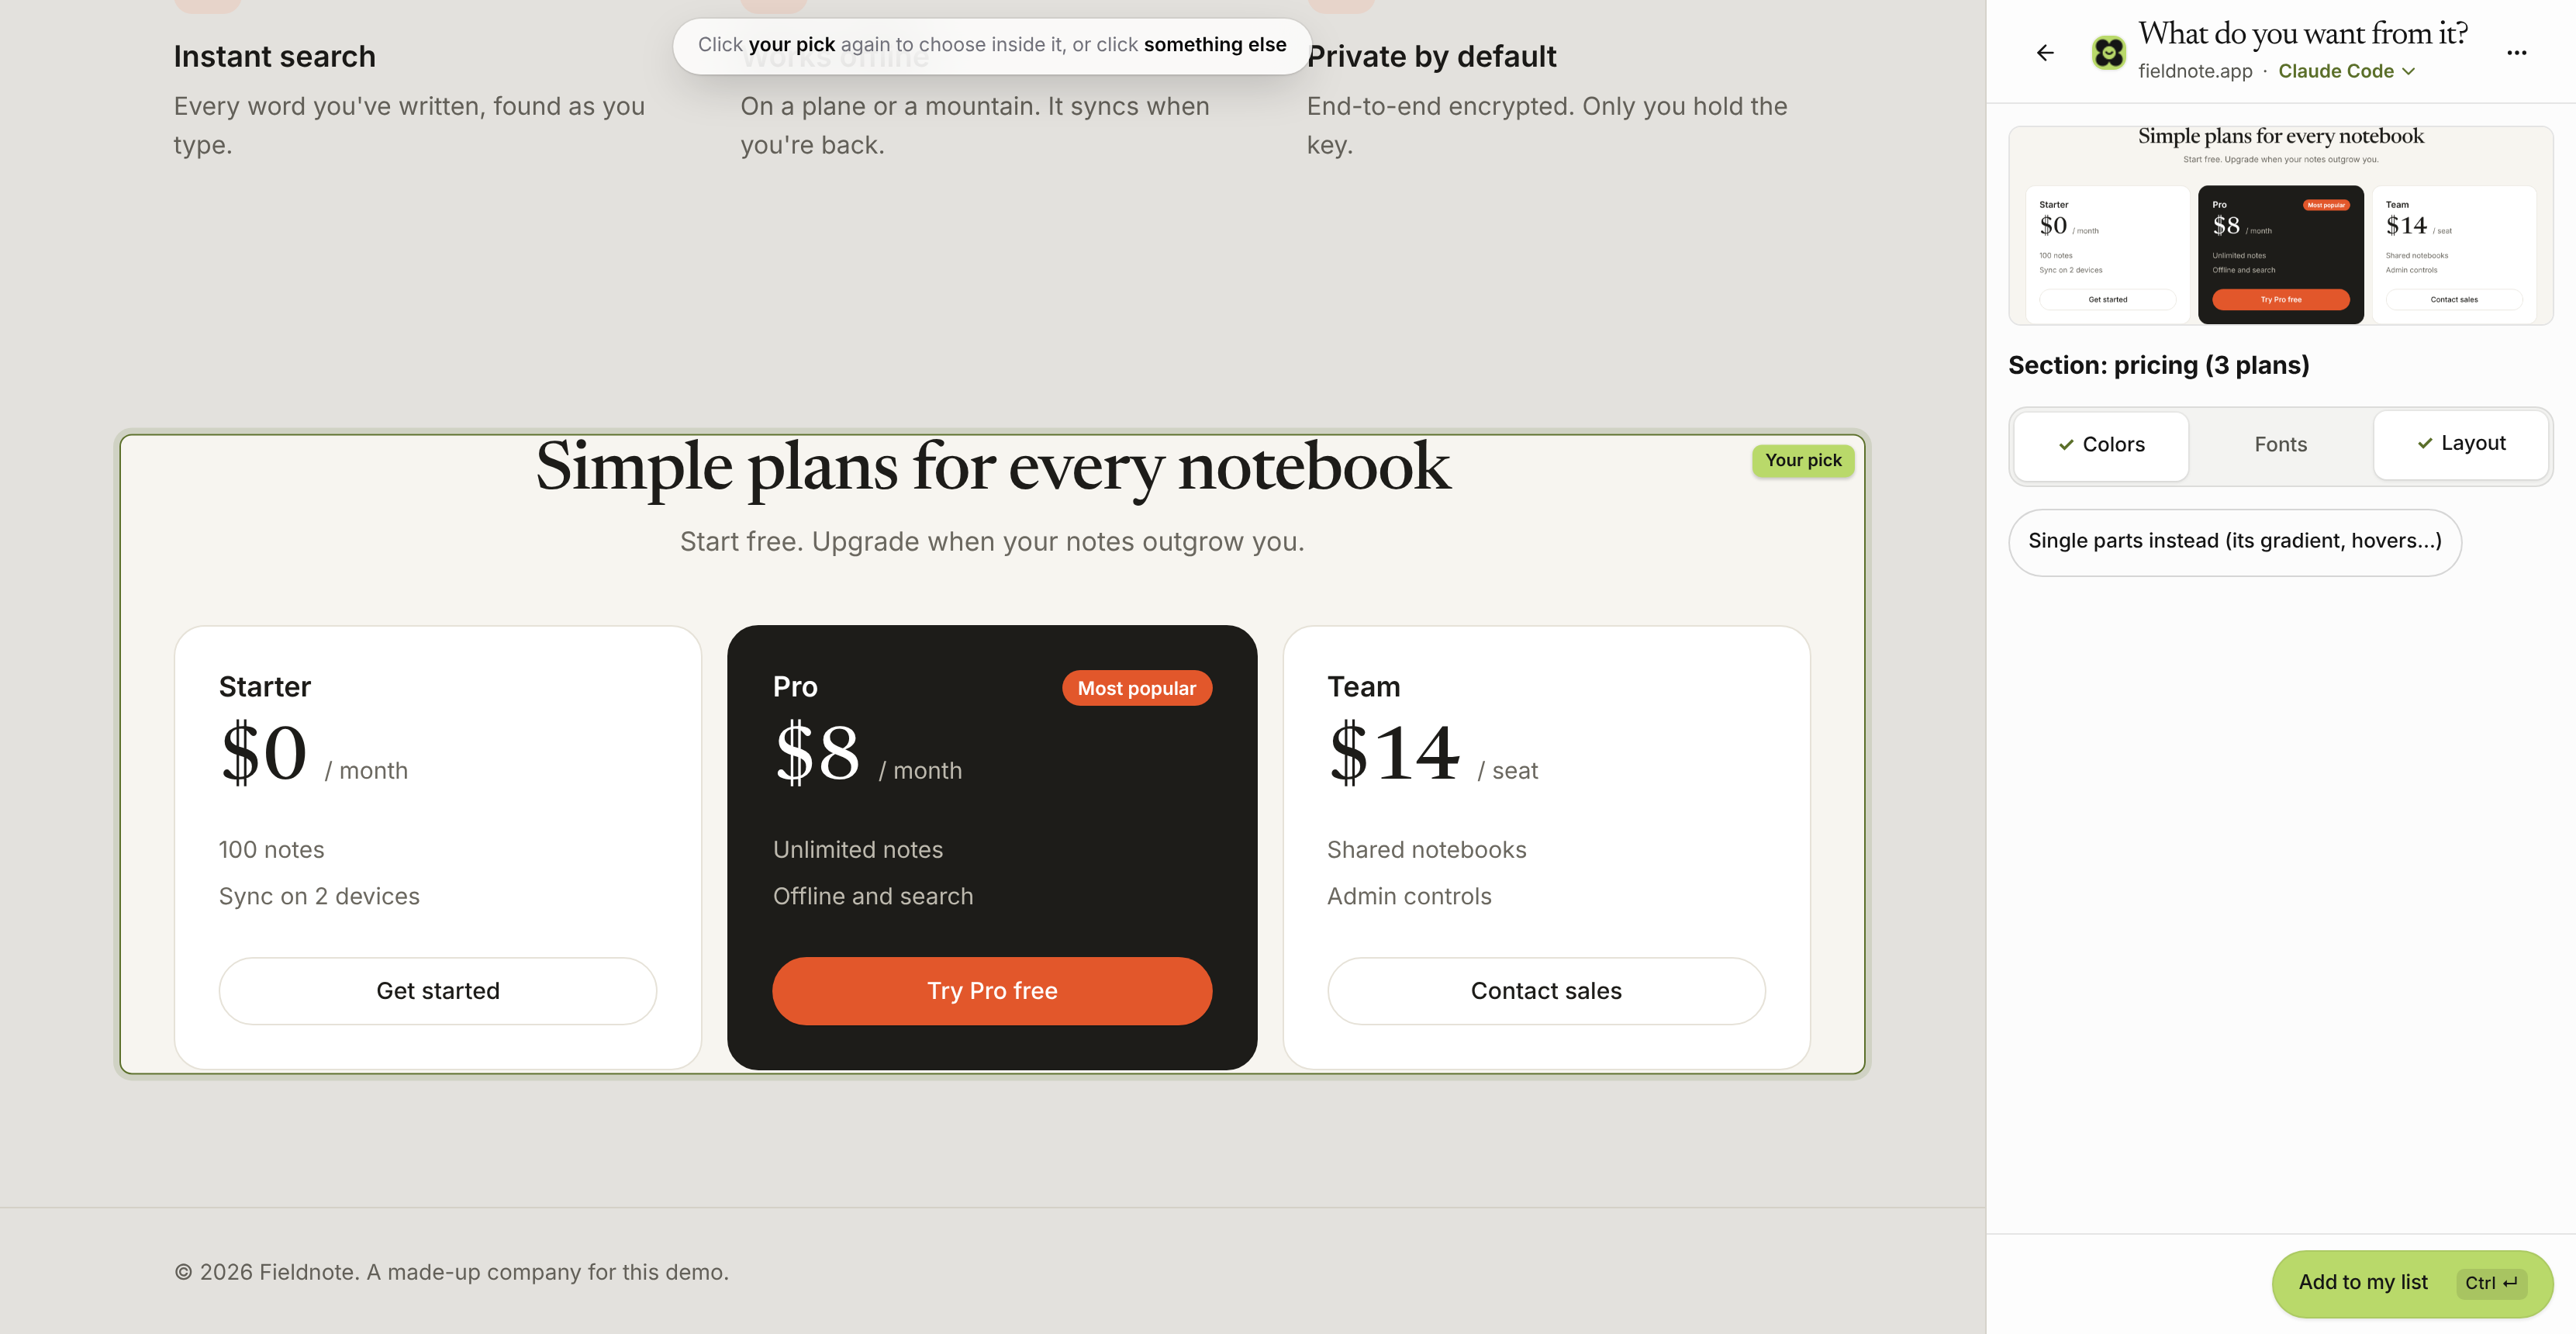 Click your pick again to choose inside it, or click something else
Instant search
Works offline
Private by default
Every word you've written, found as you
type.
On a plane or a mountain. It syncs when
you're back.
End-to-end encrypted. Only you hold the
key.
Simple plans for every notebook
Your pick
Start free. Upgrade when your notes outgrow you.
Starter
$0 / month
100 notes
Sync on 2 devices
Get started
Pro
Most popular
$8 / month
Unlimited notes
Offline and search
Try Pro free
Team
$14 / seat
Shared notebooks
Admin controls
Contact sales
© 2026 Fieldnote. A made-up company for this demo.
What do you want from it?
fieldnote.app · Claude Code
Simple plans for every notebook
Start free. Upgrade when your notes outgrow you.
Starter
$0 / month
100 notes
Sync on 2 devices
Get started
Pro
Most popular
$8 / month
Unlimited notes
Offline and search
Try Pro free
Team
$14 / seat
Shared notebooks
Admin controls
Contact sales
Section: pricing (3 plans)
Colors
Fonts
Layout
Single parts instead (its gradient, hovers...)
Add to my list Ctrl ↵